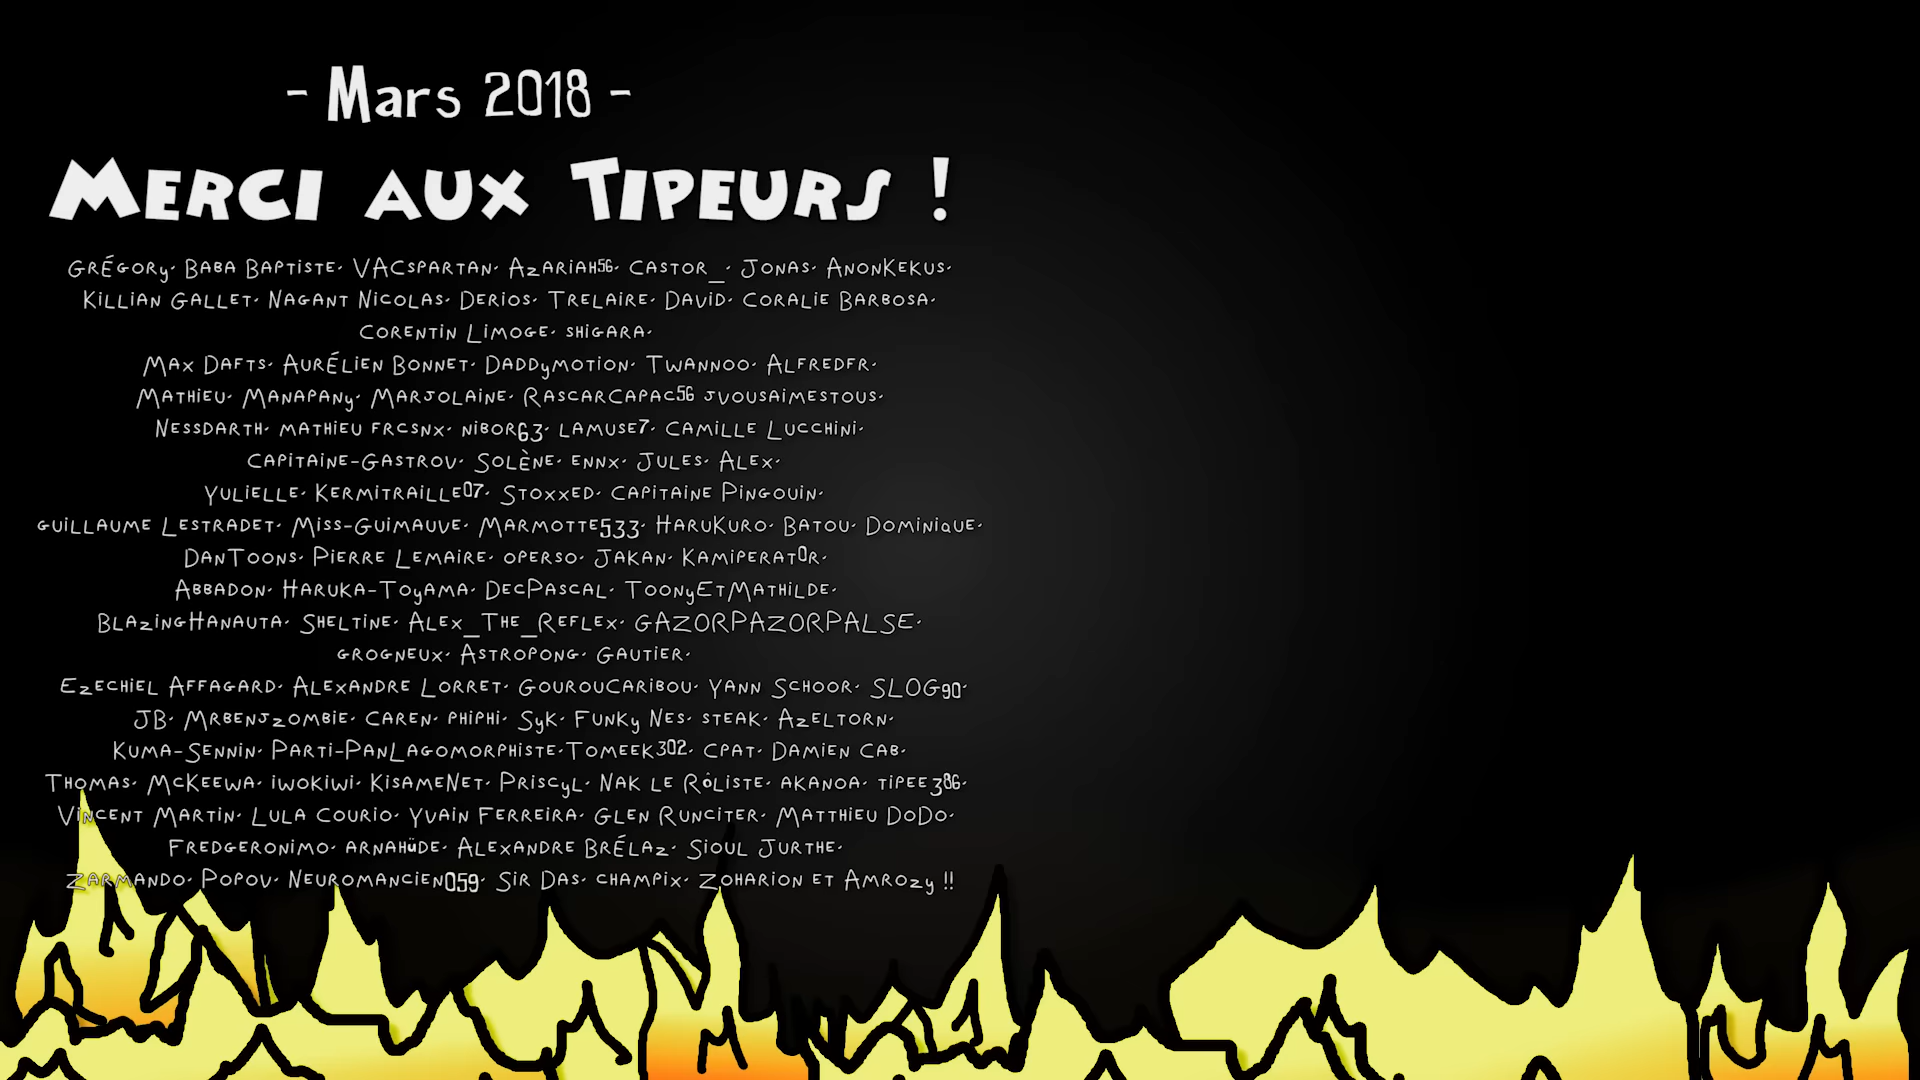 - Mars 2018 -
Merci aux Tipeurs !
Grégory· Baba Baptiste· VACspartan· Azariah56· Castor_· Jonas· AnonKekus·
Killian Gallet· Nagant Nicolas· Derios· Trelaire· David· Coralie Barbosa·
Corentin Limoge· shigara·
Max Dafts· Aurélien Bonnet· Daddymotion· Twannoo· Alfredfr·
Mathieu· Manapany· Marjolaine· RascarCapac56 jvousaimestous·
Nessdarth· mathieu frcsnx· nibor63· lamuse7· Camille Lucchini·
Capitaine-Gastrov· Solène· ennx· Jules· Alex·
Yulielle· Kermitraille07· Stoxxed· Capitaine Pingouin·
guillaume Lestradet· Miss-Guimauve· Marmotte533· HaruKuro· Batou· Dominique·
DanToons· Pierre Lemaire· operso· Jakan· Kamiperat0r·
Abbadon· Haruka-Toyama· DecPascal· ToonyEtMathilde·
BlazingHanauta· Sheltine· Alex_The_Reflex· GAZORPAZORPALSE·
grogneux· Astropong· Gautier·
Ezechiel Affagard· Alexandre Lorret· GourouCaribou· Yann Schoor· SLOG90·
JB· Mrbenjzombie· Caren· phiphi· Syk· Funky Nes· steak· Azeltorn·
Kuma-Sennin· Parti-PanLagomorphiste·Tomeek302· cpat· Damien Cab·
Thomas· McKeewa· iwokiwi· KisameNet· Priscyl· Nak le Rôliste· akanoa· tipee386·
Vincent Martin· Lula Courio· Yvain Ferreira· Glen Runciter· Matthieu DoDo·
Fredgeronimo· arnahüde· Alexandre Brélaz· Sioul Jurthe·
Zarmando· Popov· Neuromancien059· Sir Das· champix· Zoharion et Amrozy !!